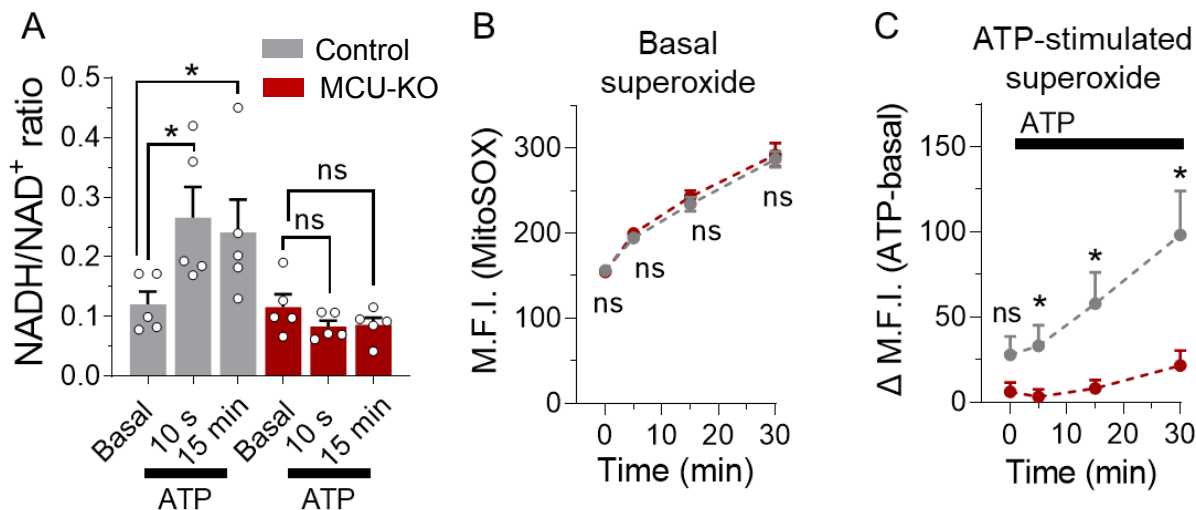 A
Control
MCU-KO
NADH/NAD+ ratio
0.5
0.4
0.3
0.2
0.1
0.0
*
*
ns
ns
Basal
10 s
15 min
Basal
10 s
15 min
ATP
ATP
B
Basal
superoxide
M.F.I. (MitoSOX)
300
200
100
0
ns
ns
ns
ns
0
10
20
30
Time (min)
C
ATP-stimulated
superoxide
ATP
Δ M.F.I. (ATP-basal)
150
100
50
0
ns
*
*
*
0
10
20
30
Time (min)